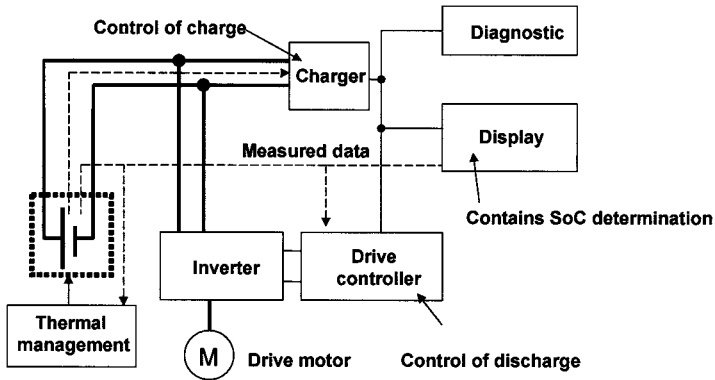 Control of charge
Diagnostic
Charger
Display
Measured data
Contains SoC determination
Inverter
Drive
controller
Thermal
management
M
Drive motor
Control of discharge